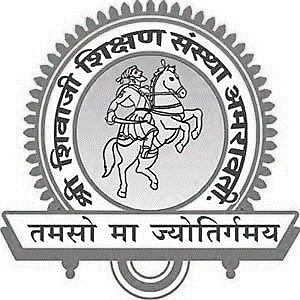 श्री शिवाजी शिक्षण संस्था अमरावती.
तमसो मा ज्योतिर्गमय